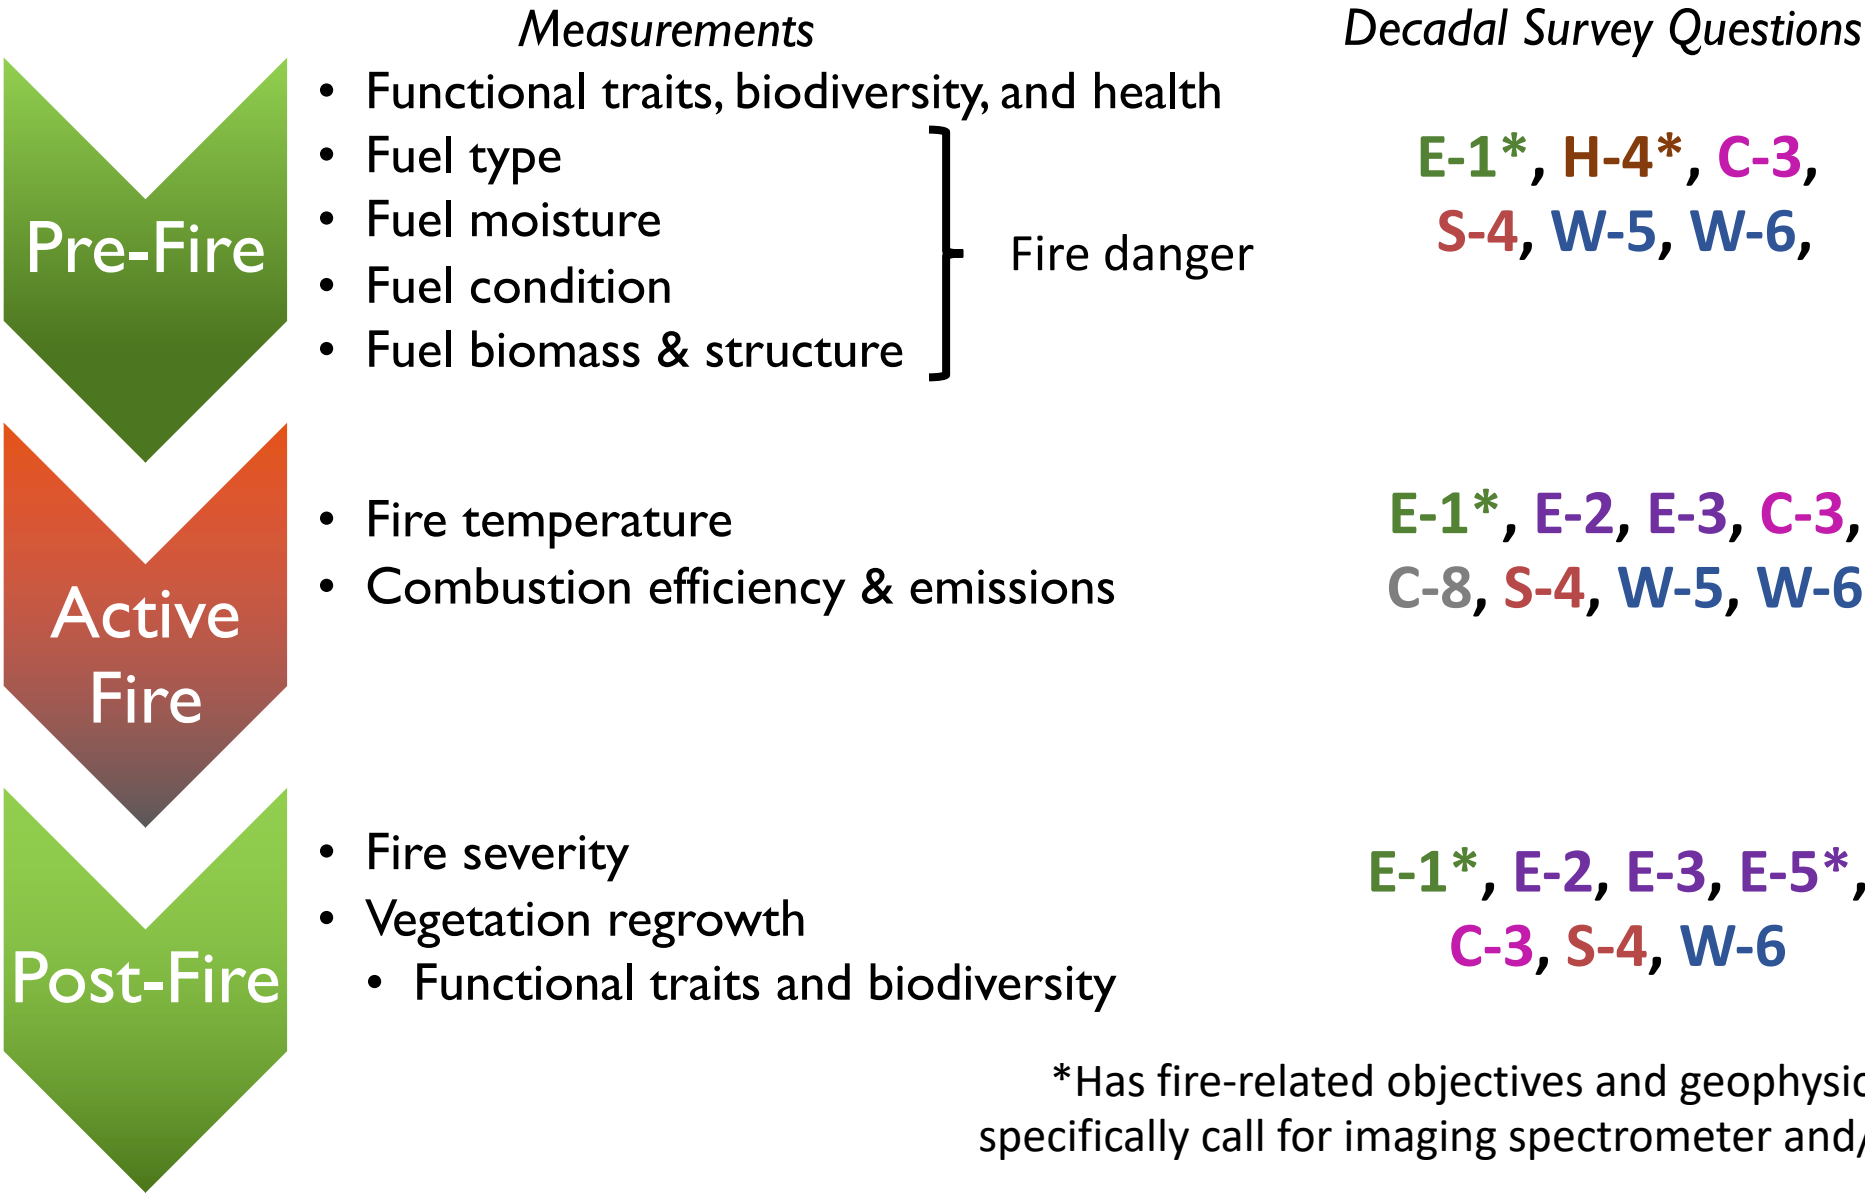 Measurements
Decadal Survey Questions
Pre-Fire
• Functional traits, biodiversity, and health
• Fuel type
• Fuel moisture
• Fuel condition
• Fuel biomass & structure
Fire danger
E-1*, H-4*, C-3,
S-4, W-5, W-6,
Active
Fire
• Fire temperature
• Combustion efficiency & emissions
E-1*, E-2, E-3, C-3,
C-8, S-4, W-5, W-6
Post-Fire
• Fire severity
• Vegetation regrowth
• Functional traits and biodiversity
E-1*, E-2, E-3, E-5*,
C-3, S-4, W-6
*Has fire-related objectives and
specifically call for imaging spectrometer and/